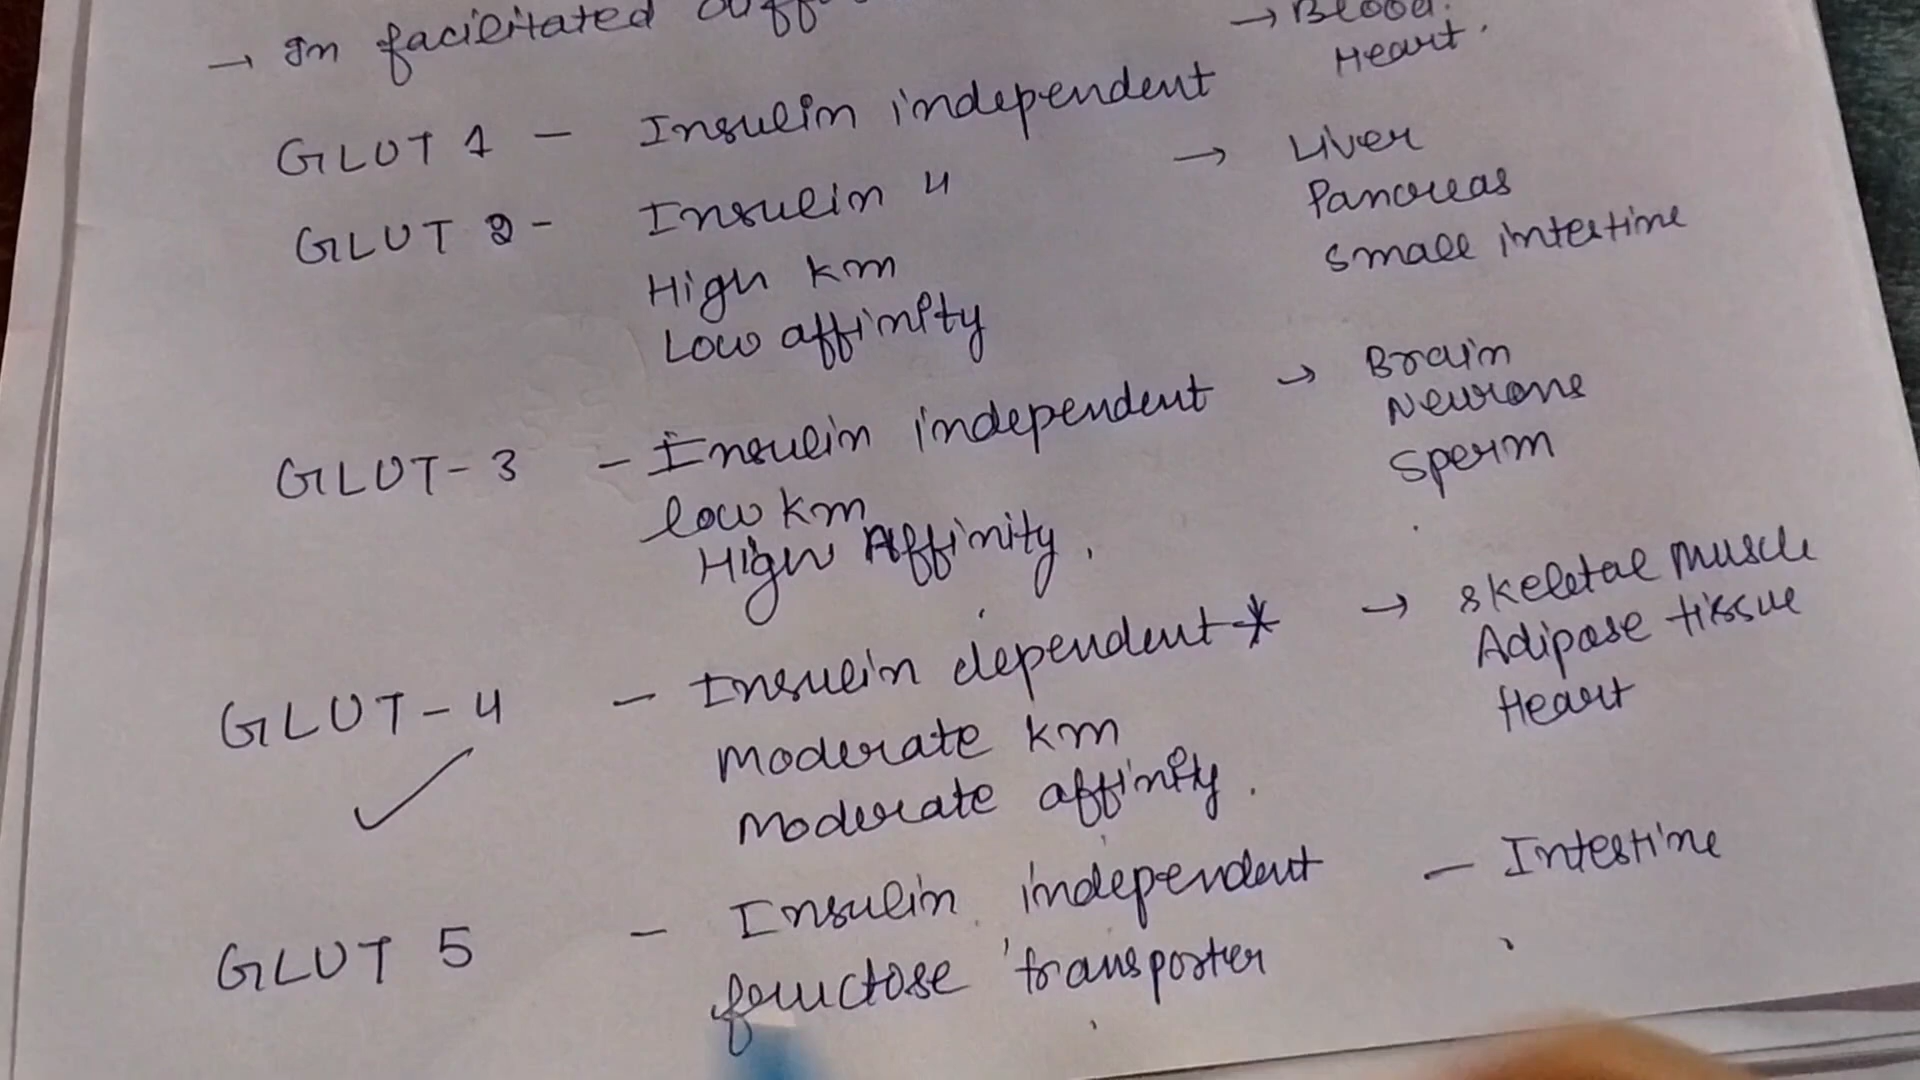 → In facilitated diff
→ Blood.
Heart.
GLUT 1 - Insulin independent
GLUT 2 - Insulin 4 → Liver
High km Pancreas
Low affinity Small intestine
GLUT-3 - Insulin independent → Brain
low km Neurons
High Affinity. Sperm
GLUT-4 - Insulin dependent * → skeletal muscle
moderate km Adipose tissue
moderate affinity. Heart
GLUT 5 - Insulin independent - Intestine
fructose transporter